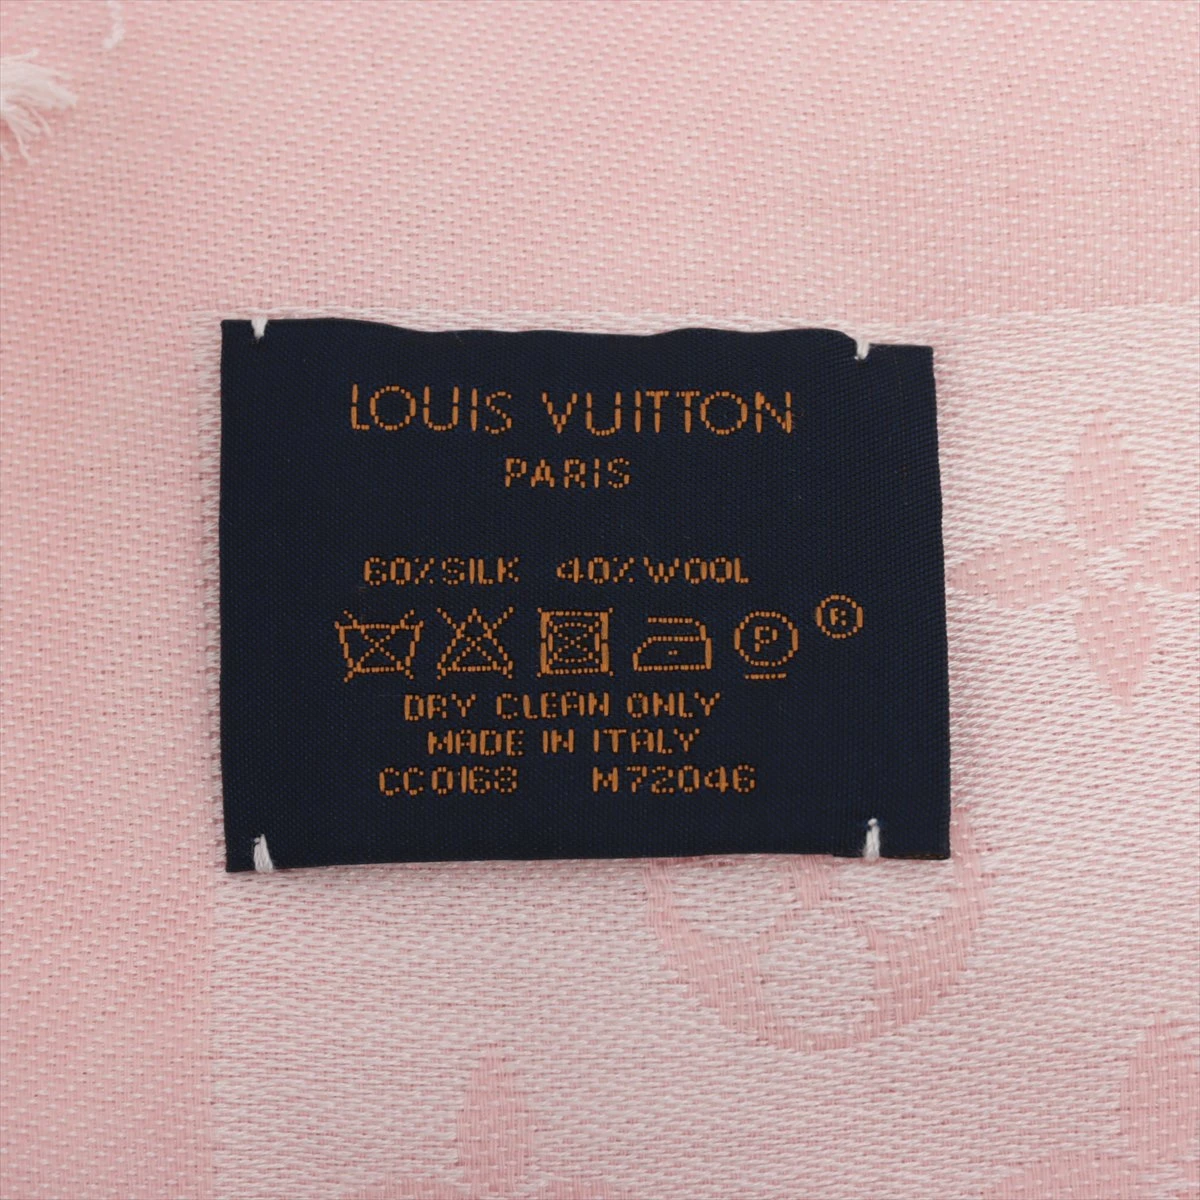 LOUIS VUITTON
PARIS
60% SILK 40% WOOL
P ®
DRY CLEAN ONLY
MADE IN ITALY
CC0168 M72046